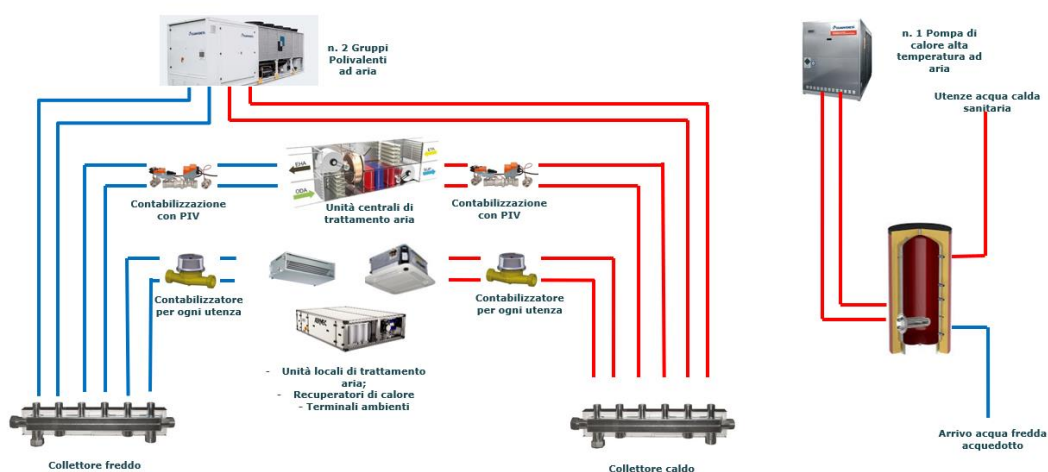 n. 2 Gruppi
Polivalenti
ad aria
n. 1 Pompa di
calore alta
temperatura ad
aria
Utenze acqua calda
sanitaria
EHA
ODA
Contabilizzazione
con PIV
Unità centrali di
trattamento aria
Contabilizzazione
con PIV
Contabilizzatore
per ogni utenza
Contabilizzatore
per ogni utenza
- Unità locali di trattamento
aria;
- Recuperatori di calore
- Terminali ambienti
Collettore freddo
Collettore caldo
Arrivo acqua fredda
acquedotto